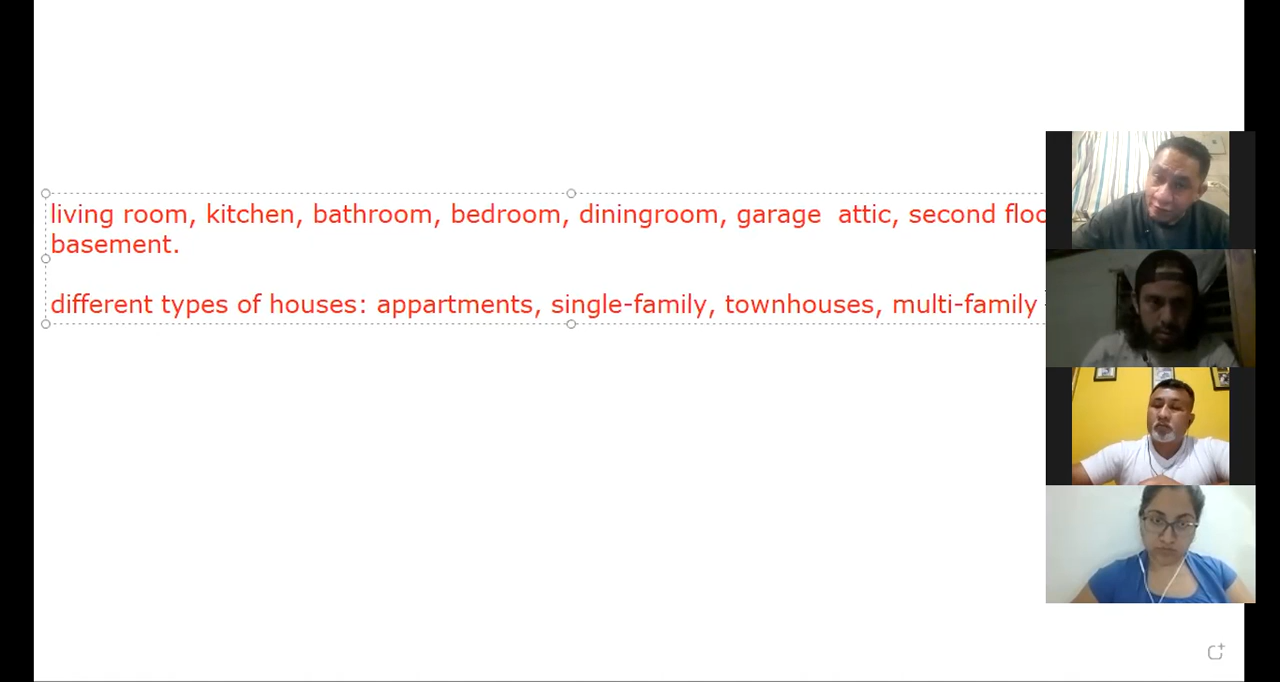 living room, kitchen, bathroom, bedroom, diningroom, garage  attic, second
basement.
different types of houses: appartments, single-family, townhouses, multi-family